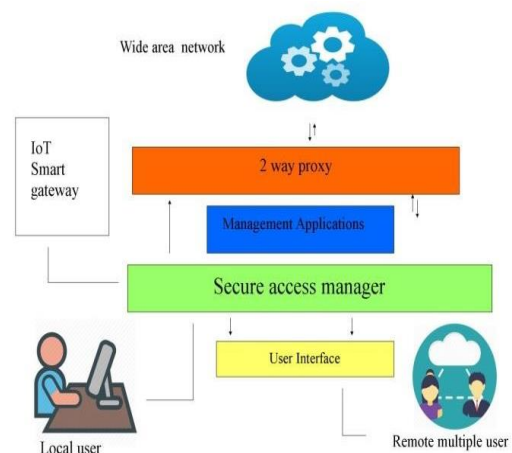 Wide area network
IoT
Smart
gateway
2 way proxy
Management Applications
Secure access manager
User Interface
Local user
Remote multiple user